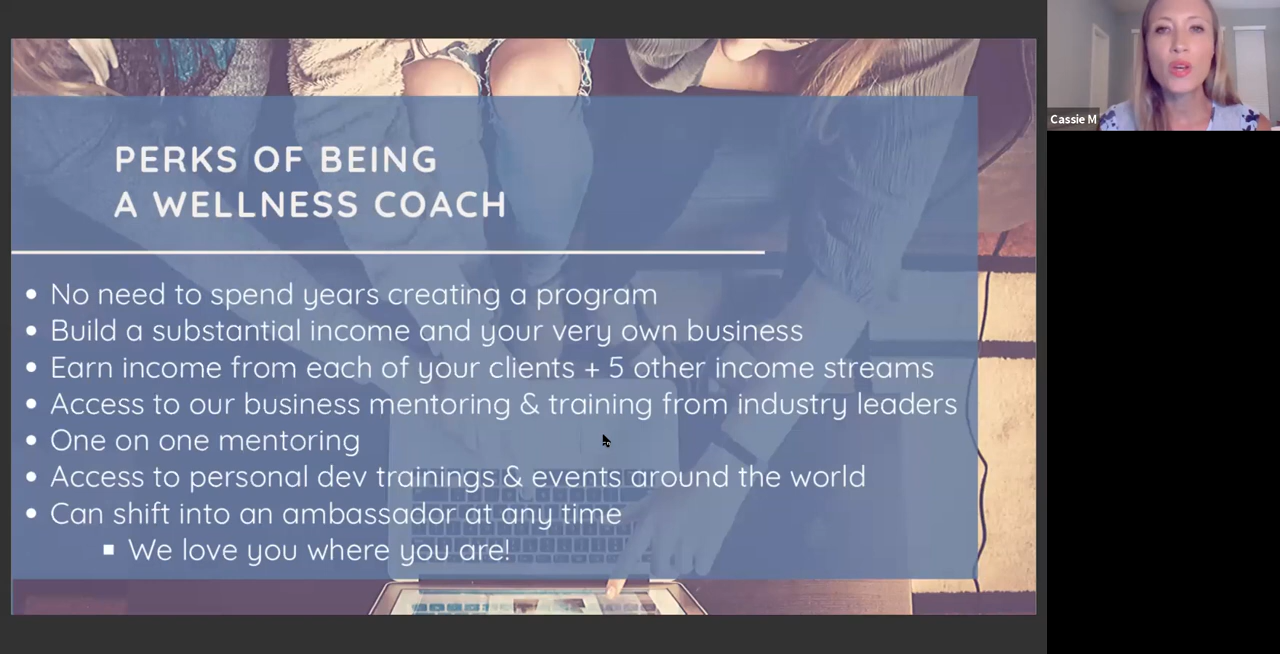 PERKS OF BEING
A WELLNESS COACH
No need to spend years creating a program
Build a substantial income and your very own business
Earn income from each of your clients + 5 other income streams
Access to our business mentoring & training from industry leaders
One on one mentoring
Access to personal dev trainings & events around the world
Can shift into an ambassador at any time
We love you where you are!
Cassie M